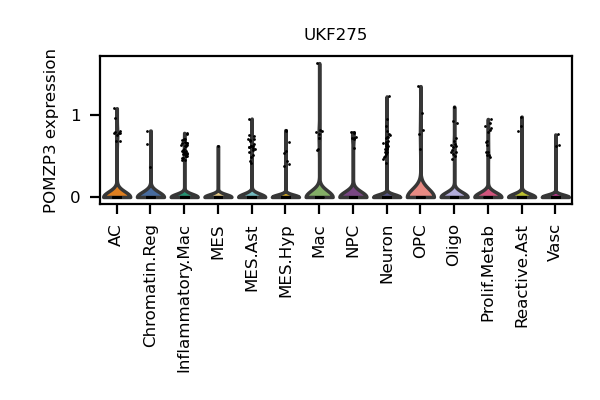 UKF275
POMZP3 expression
1
0
AC
Chromatin.Reg
Inflammatory.Mac
MES
MES.Ast
MES.Hyp
Mac
NPC
Neuron
OPC
Oligo
Prolif.Metab
Reactive.Ast
Vasc